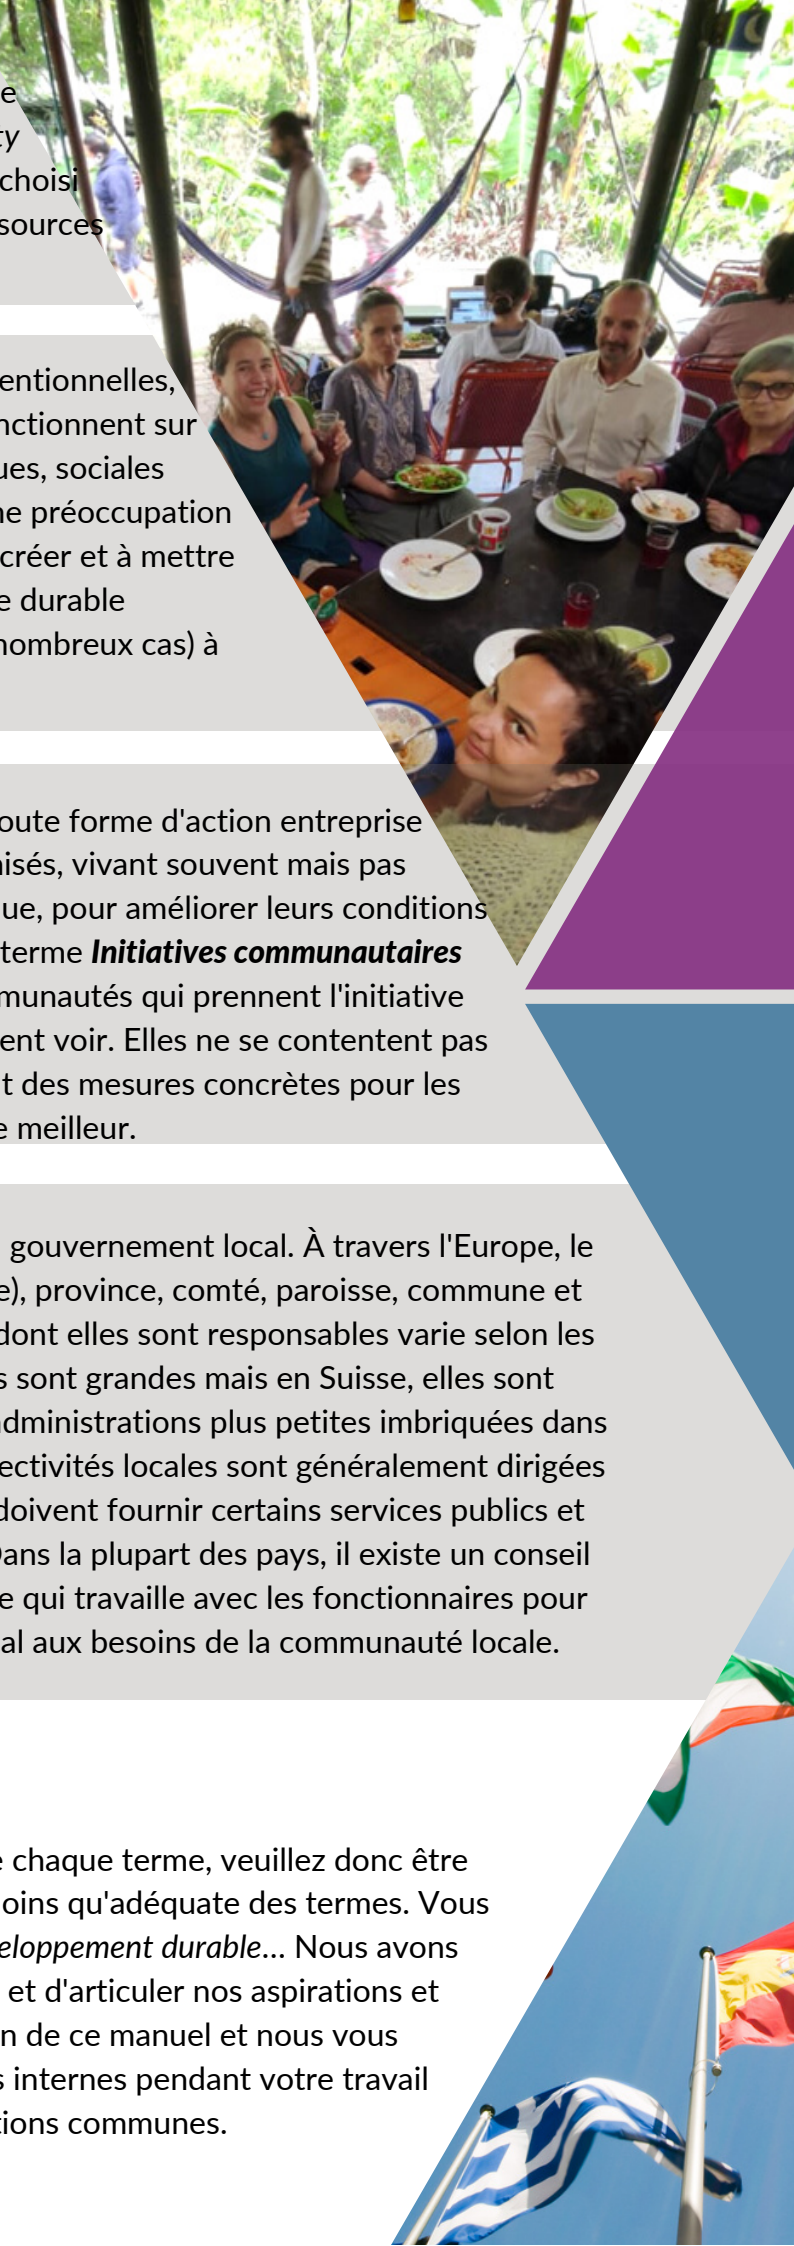 e
ty
choisi
sources
entionnelles,
nctionnent sur
ues, sociales
ne préoccupation
créer et à mettre
e durable
nombreux cas) à
oute forme d'action entreprise
nisés, vivant souvent mais pas
ue, pour améliorer leurs conditions
terme Initiatives communautaires
munautés qui prennent l'initiative
ent voir. Elles ne se contentent pas
t des mesures concrètes pour les
e meilleur.
gouvernement local. À travers l'Europe, le
e), province, comté, paroisse, commune et
dont elles sont responsables varie selon les
s sont grandes mais en Suisse, elles sont
administrations plus petites imbriquées dans
ectivités locales sont généralement dirigées
doivent fournir certains services publics et
Dans la plupart des pays, il existe un conseil
e qui travaille avec les fonctionnaires pour
al aux besoins de la communauté locale.
e chaque terme, veuillez donc être
oins qu'adéquate des termes. Vous
eloppement durable... Nous avons
et d'articuler nos aspirations et
n de ce manuel et nous vous
s internes pendant votre travail
tions communes.